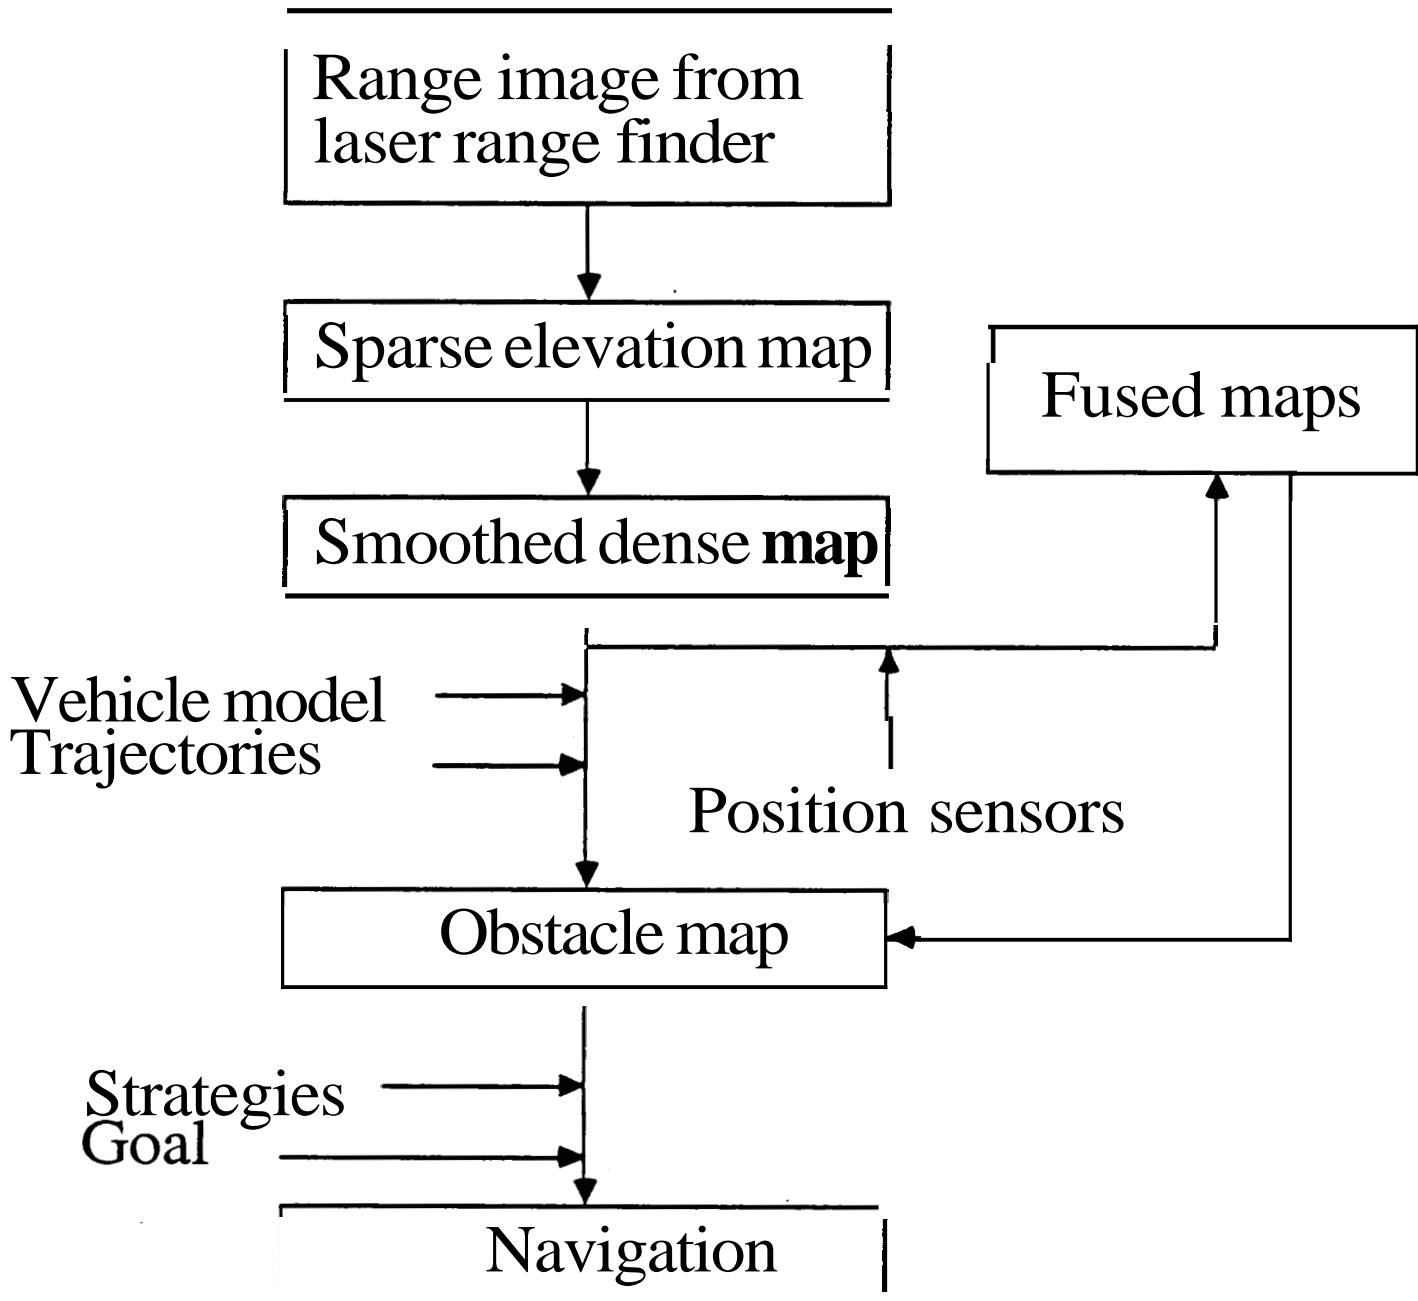 Range image from
laser range finder
Sparse elevation map
Fused maps
Smoothed dense map
Vehicle model
Trajectories
Position sensors
Obstacle map
Strategies
Goal
Navigation